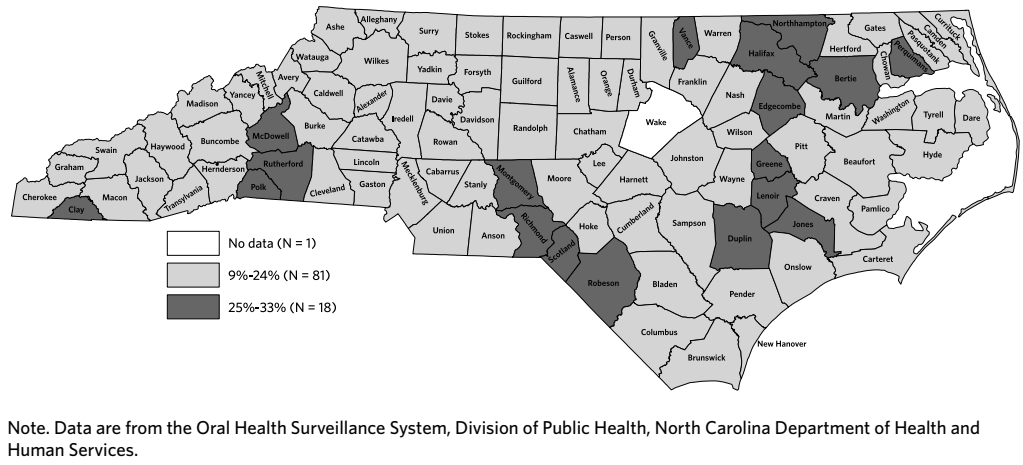 Ashe
Alleghany
Surry
Stokes
Rockingham
Caswell
Person
Granville
Vance
Warren
Northhampton
Gates
Currituck
Camden
Pasquotank
Perquimans
Chowan
Hertford
Halifax
Bertie
Watauga
Wilkes
Yadkin
Forsyth
Guilford
Alamance
Orange
Durham
Franklin
Nash
Edgecombe
Martin
Washington
Tyrell
Dare
Mitchell
Avery
Caldwell
Alexander
Iredell
Davie
Davidson
Randolph
Chatham
Wake
Wilson
Pitt
Beaufort
Hyde
Madison
Yancey
McDowell
Burke
Catawba
Rowan
Johnston
Greene
Swain
Haywood
Buncombe
Rutherford
Lincoln
Cabarrus
Stanly
Montgomery
Moore
Lee
Harnett
Wayne
Lenoir
Craven
Pamlico
Graham
Jackson
Hernderson
Polk
Cleveland
Gaston
Mecklenburg
Cherokee
Clay
Macon
Transylvania
Union
Anson
Richmond
Scotland
Hoke
Cumberland
Sampson
Duplin
Jones
Onslow
Carteret
Robeson
Bladen
Pender
Columbus
Brunswick
New Hanover
No data (N = 1)
9%-24% (N = 81)
25%-33% (N = 18)
Note. Data are from the Oral Health Surveillance System, Division of Public Health, North Carolina Department of Health and
Human Services.